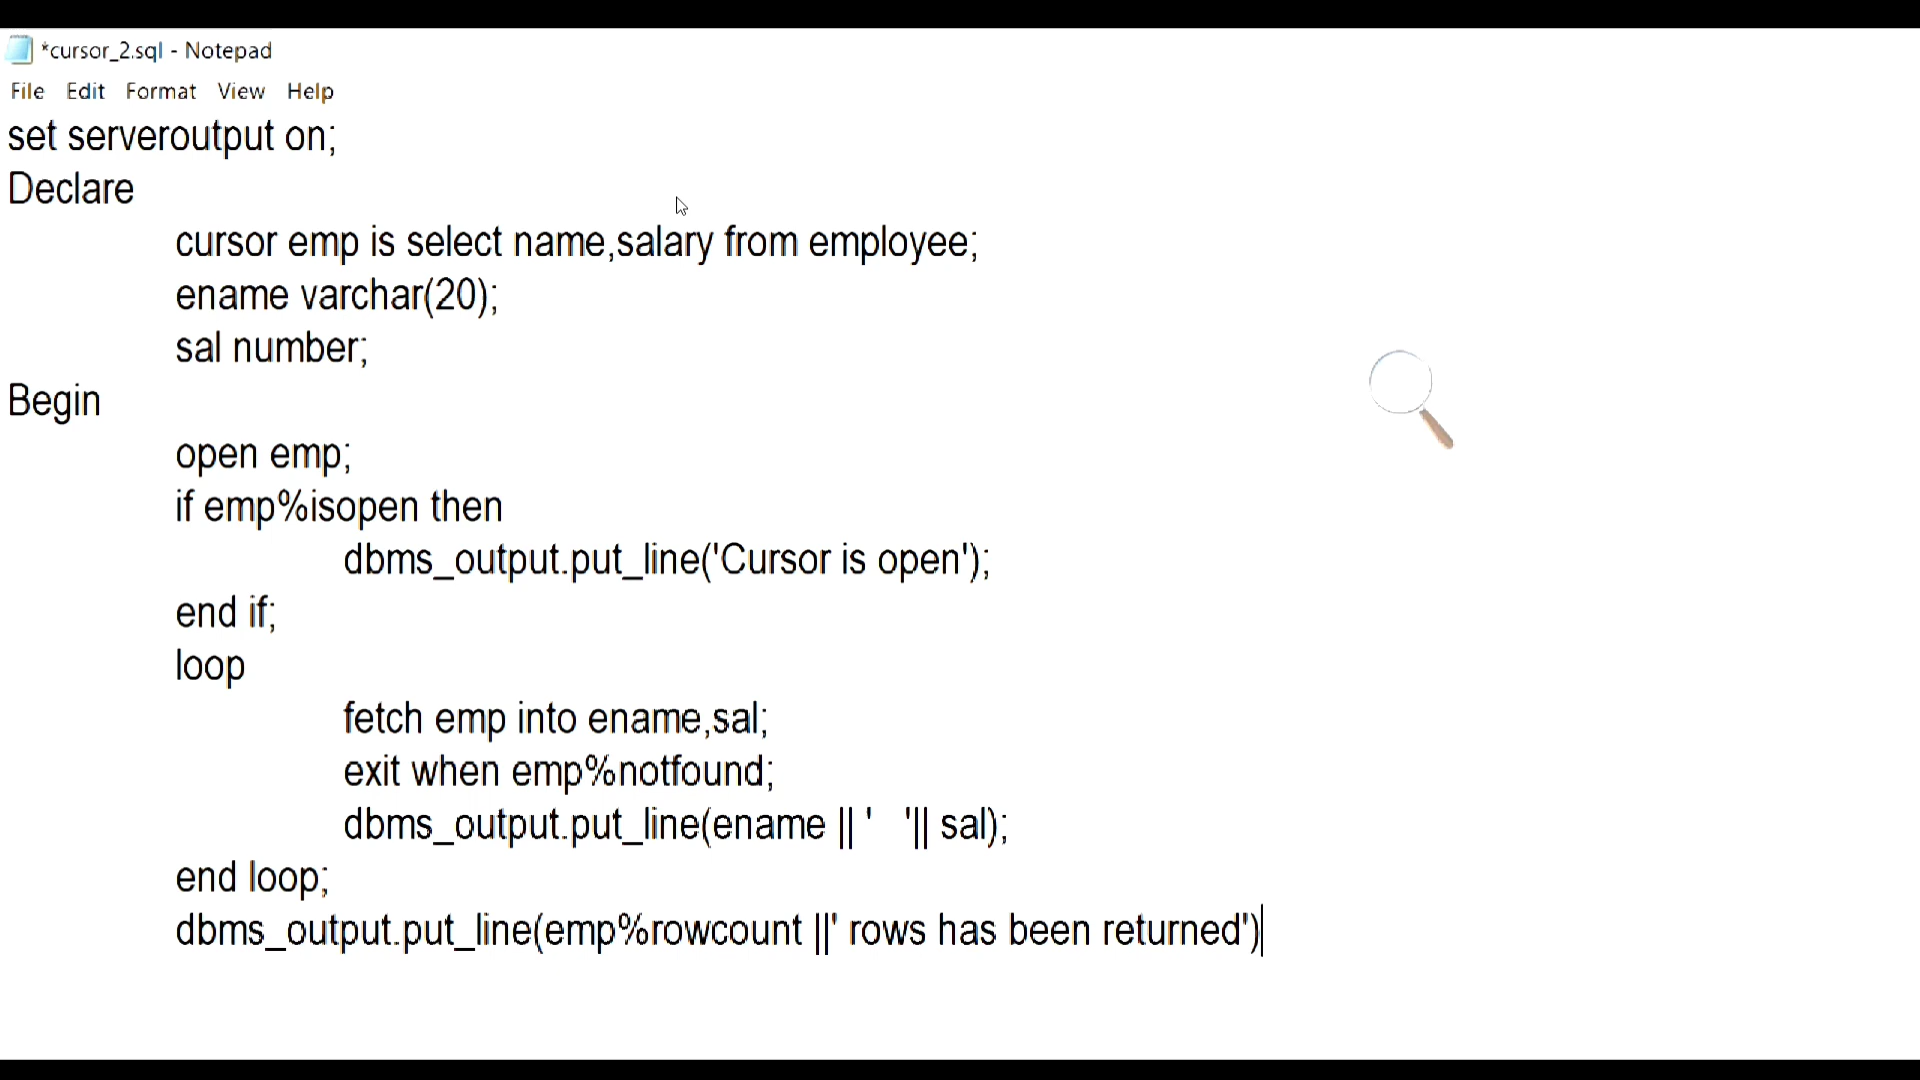 *cursor_2.sql - Notepad
File Edit Format View Help
set serveroutput on;
Declare
cursor emp is select name,salary from employee;
ename varchar(20);
sal number;
Begin
open emp;
if emp%isopen then
dbms_output.put_line('Cursor is open');
end if;
loop
fetch emp into ename,sal;
exit when emp%notfound;
dbms_output.put_line(ename || '   '|| sal);
end loop;
dbms_output.put_line(emp%rowcount ||' rows has been returned')